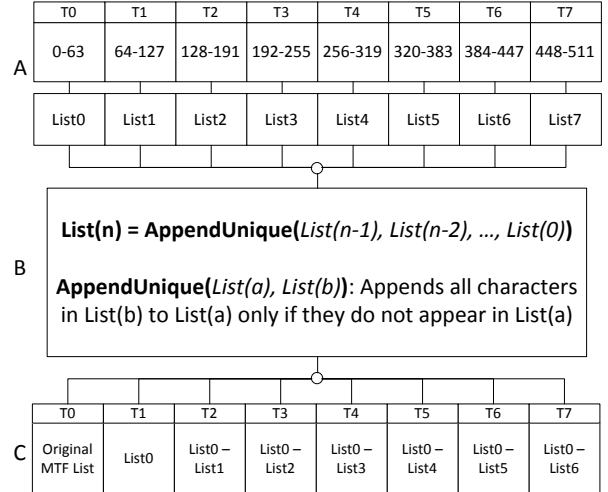 T0 T1 T2 T3 T4 T5 T6 T7
A
0-63 64-127 128-191 192-255 256-319 320-383 384-447 448-511
List0 List1 List2 List3 List4 List5 List6 List7
B
List(n) = AppendUnique(List(n-1), List(n-2), ..., List(0))
AppendUnique(List(a), List(b)): Appends all characters
in List(b) to List(a) only if they do not appear in List(a)
T0 T1 T2 T3 T4 T5 T6 T7
C
Original MTF List
List0
List0 – List1
List0 – List2
List0 – List3
List0 – List4
List0 – List5
List0 – List6